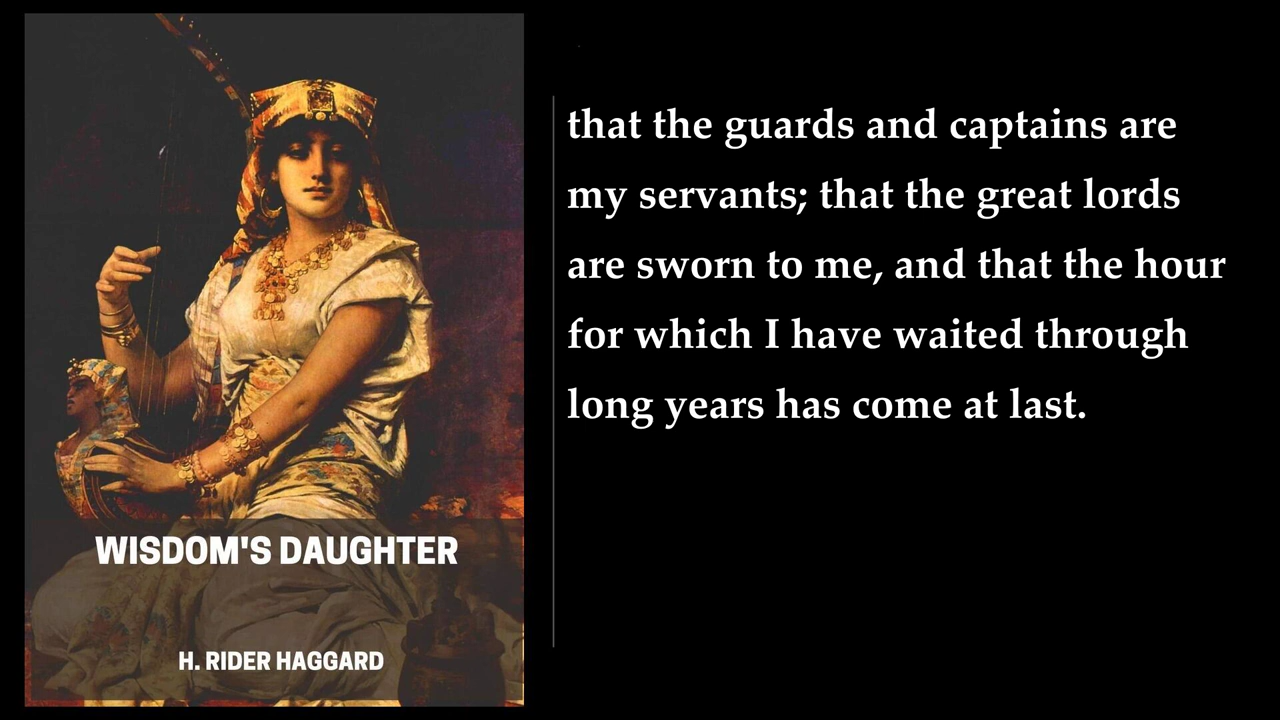 WISDOM'S DAUGHTER
H. RIDER HAGGARD
that the guards and captains are
my servants; that the great lords
are sworn to me, and that the hour
for which I have waited through
long years has come at last.